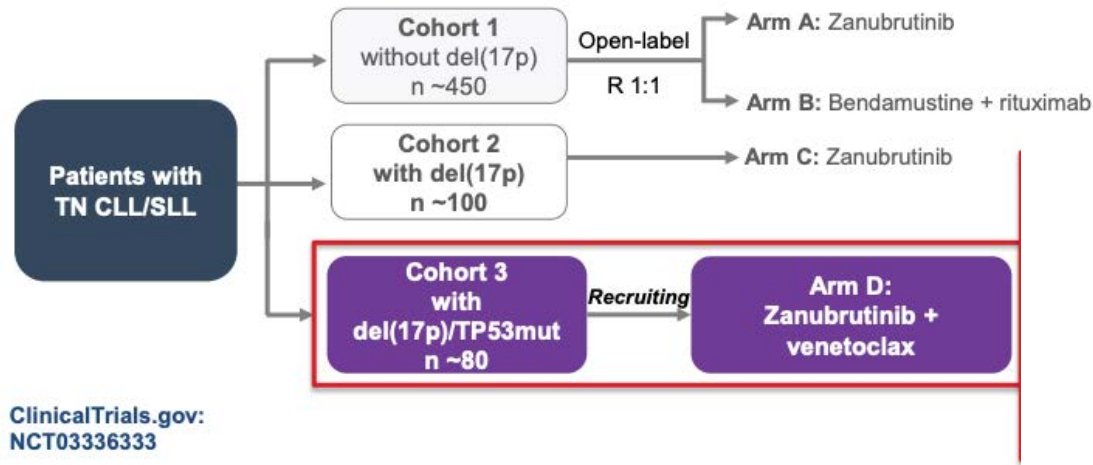 Patients with
TN CLL/SLL
Cohort 1
without del(17p)
n ~450
Open-label
R 1:1
Arm A: Zanubrutinib
Arm B: Bendamustine + rituximab
Cohort 2
with del(17p)
n ~100
Arm C: Zanubrutinib
Cohort 3
with
del(17p)/TP53mut
n ~80
Recruiting
Arm D:
Zanubrutinib +
venetoclax
ClinicalTrials.gov:
NCT03336333